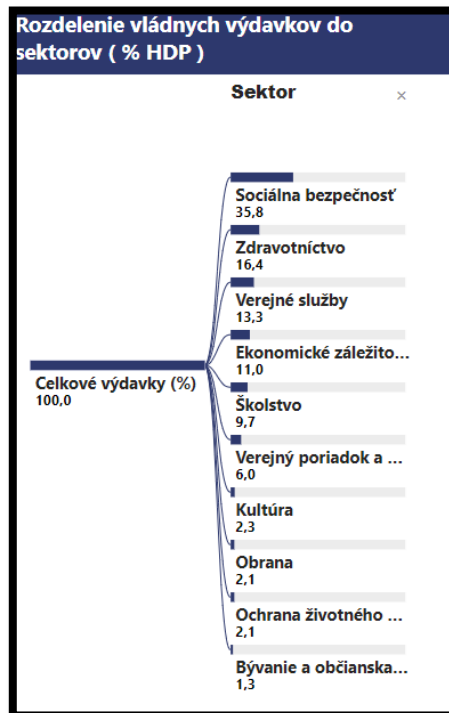 Rozdelenie vládnych výdavkov do
sektorov ( % HDP )
Sektor
Sociálna bezpečnosť
35,8
Zdravotníctvo
16,4
Verejné služby
13,3
Ekonomické záležito...
11,0
Celkové výdavky (%)
100,0
Školstvo
9,7
Verejný poriadok a ...
6,0
Kultúra
2,3
Obrana
2,1
Ochrana životného ...
2,1
Bývanie a občianska...
1,3